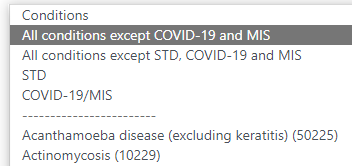 Conditions
All conditions except COVID-19 and MIS
All conditions except STD, COVID-19 and MIS
STD
COVID-19/MIS
------------------------
Acanthamoeba disease (excluding keratitis) (50225)
Actinomycosis (10229)